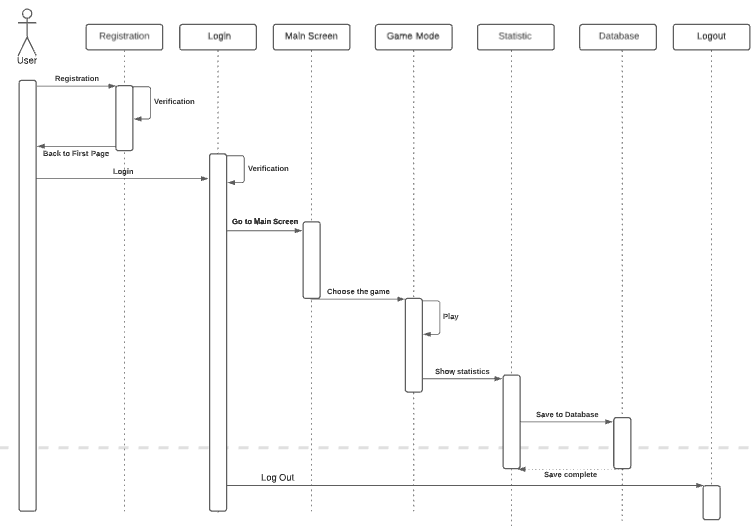 User
Registration
Login
Main Screen
Game Mode
Statistic
Database
Logout
Registration
Verification
Back to First Page
Login
Verification
Go to Main Screen
Choose the game
Play
Show statistics
Save to Database
Save complete
Log Out